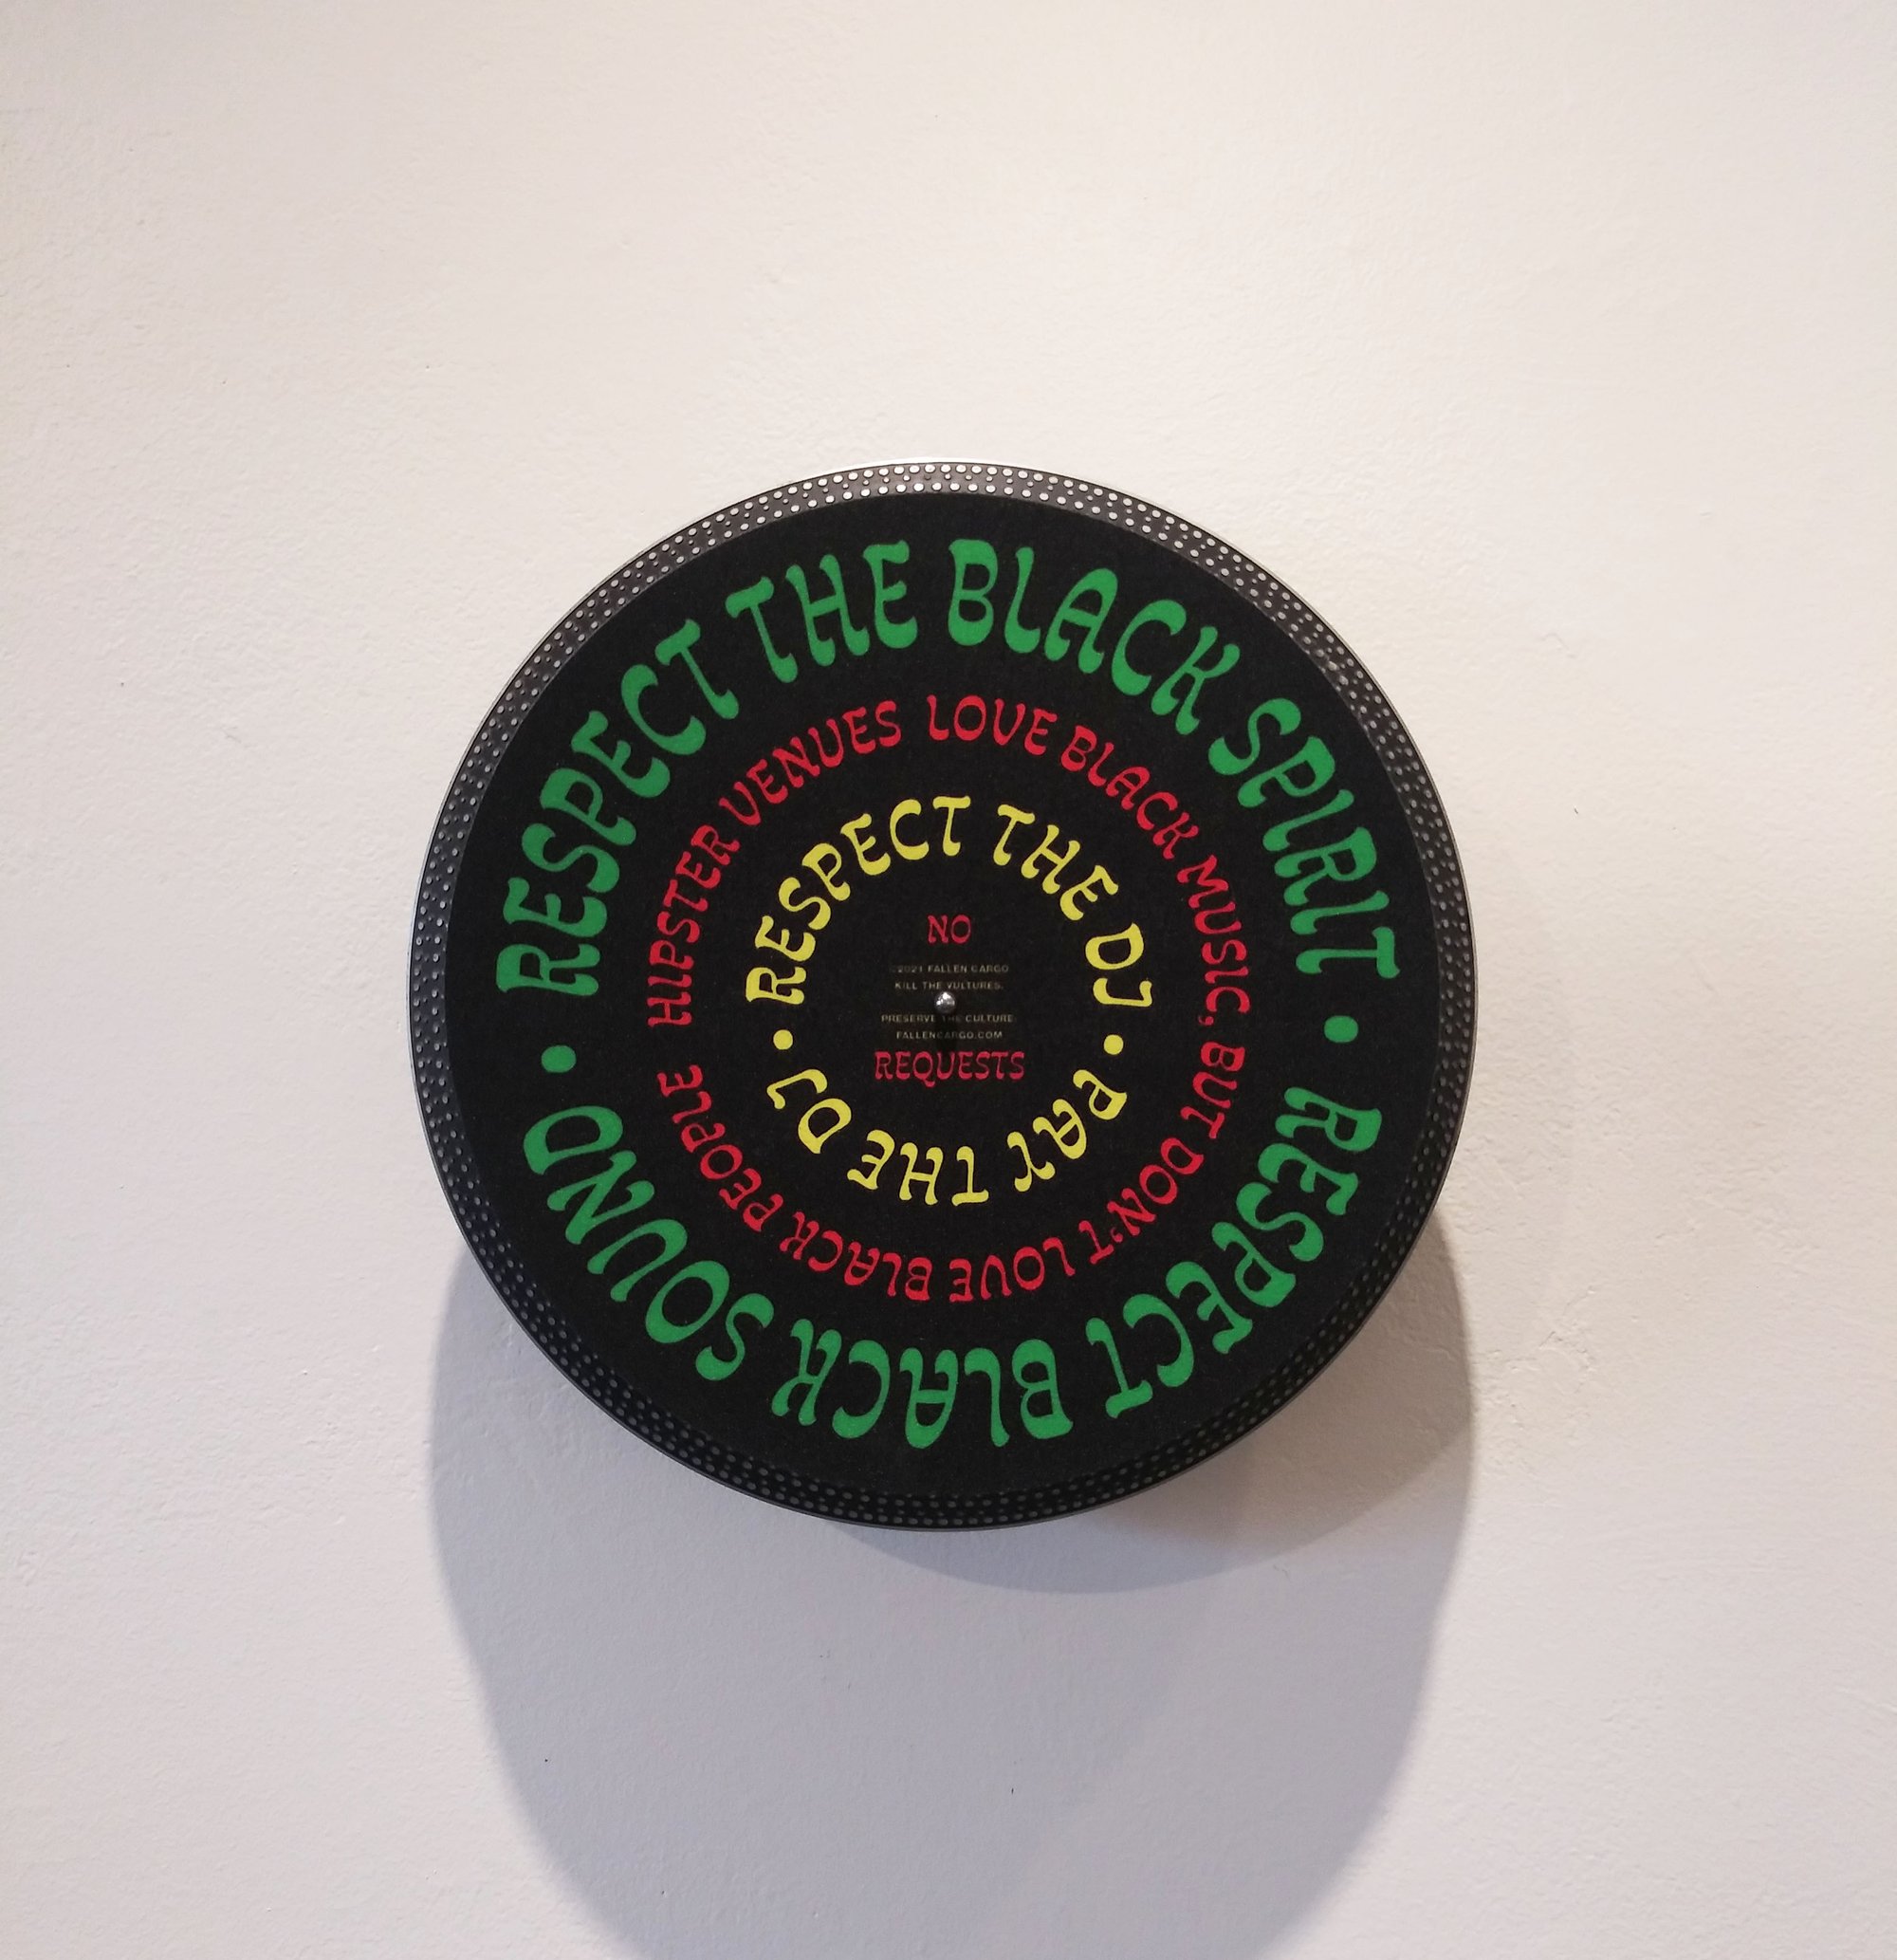 RESPECT THE BLACK SPIRIT • RESPECT BLACK SOUND •
HIPSTER VENUES LOVE BLACK MUSIC, BUT DON'T LOVE BLACK PEOPLE
RESPECT THE DJ • PAY THE DJ •
NO
©2021 FALLEN CARGO
KILL THE VULTURES.
PRESERVE THE CULTURE.
FALLENCARGO.COM
REQUESTS